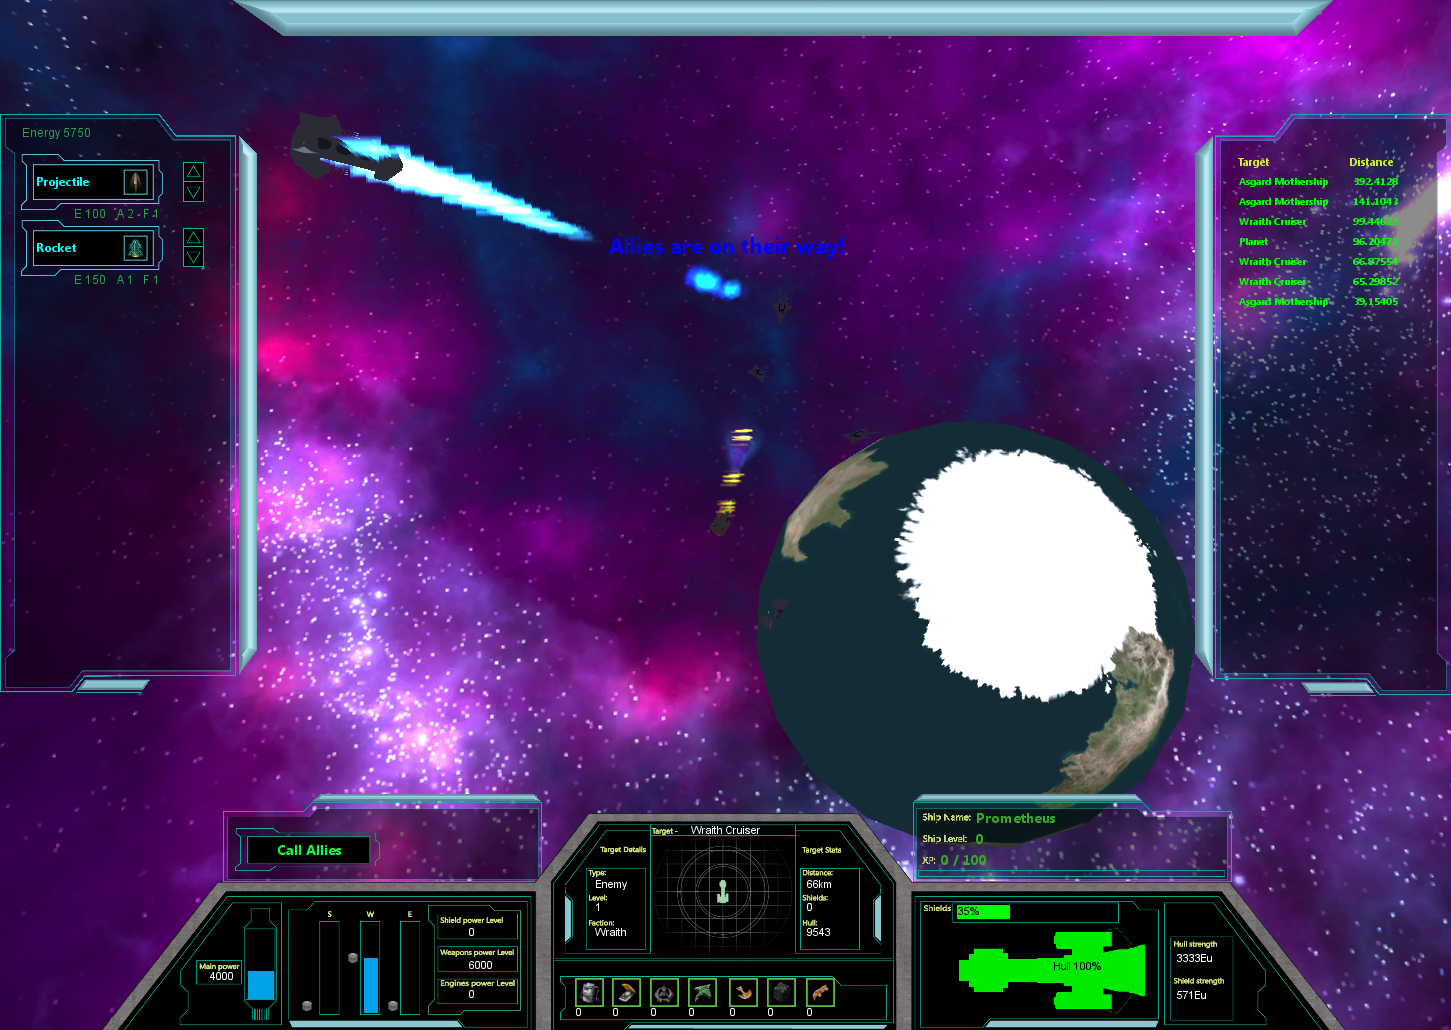 Energy 5750
Projectile
E 100 A 2 - F 1
Rocket
E 150 A 1 F 1
Allies are on their way!
Target Distance
Asgard Mothership 392.4128
Asgard Mothership 141.1043
Wraith Cruiser
Planet
Wraith Cruiser 66.87554
Wraith Cruiser 65.29852
Asgard Mothership 39.15405
Call Allies
Target - Wraith Cruiser
Target Details
Type:
Enemy
Level:
1
Faction:
Wraith
Target Stats
Distance:
66km
Shields:
0
Hull:
9543
0 0 0 0 0 0 0
Ship Name: Prometheus
Ship Level: 0
XP: 0 / 100
Main power
4000
S W E
Shield power Level
0
Weapons power Level
6000
Engines power Level
0
Shields 35%
Hull 100%
Hull strength
3333Eu
Shield strength
571Eu